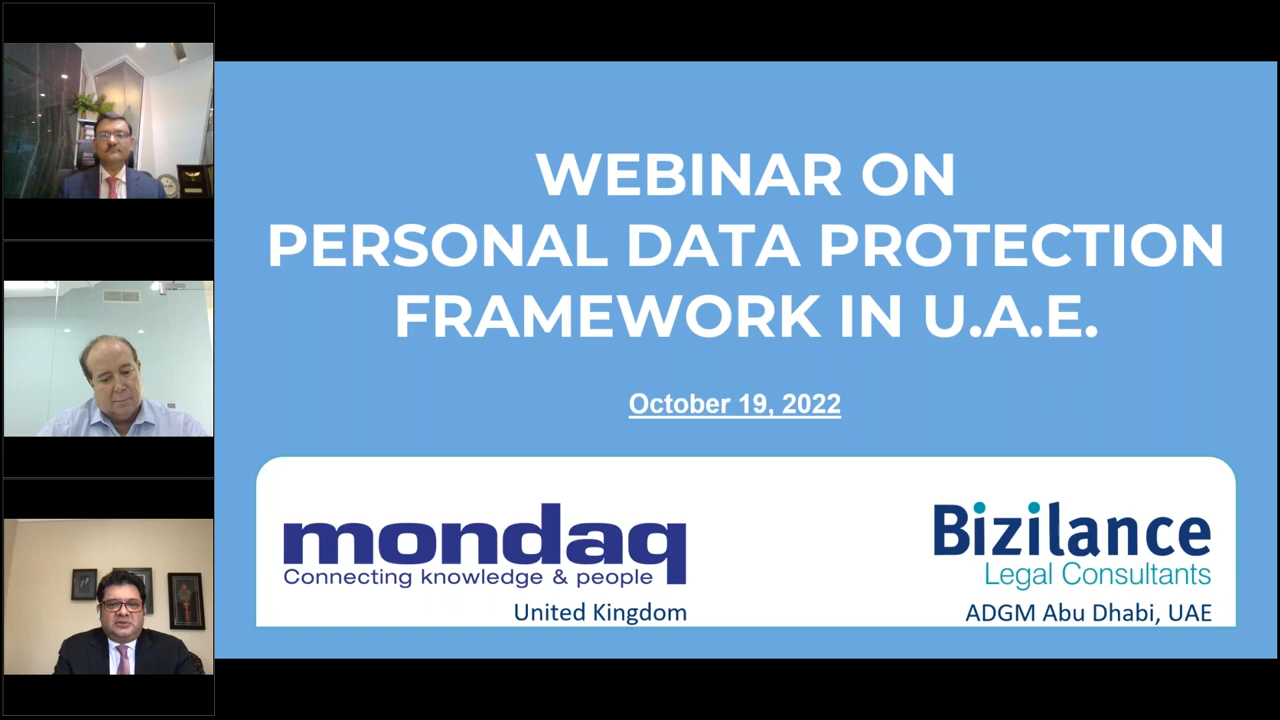 WEBINAR ON
PERSONAL DATA PROTECTION
FRAMEWORK IN U.A.E.
October 19, 2022
mondaq
Connecting knowledge & people
United Kingdom
Bizilance
Legal Consultants
ADGM Abu Dhabi, UAE